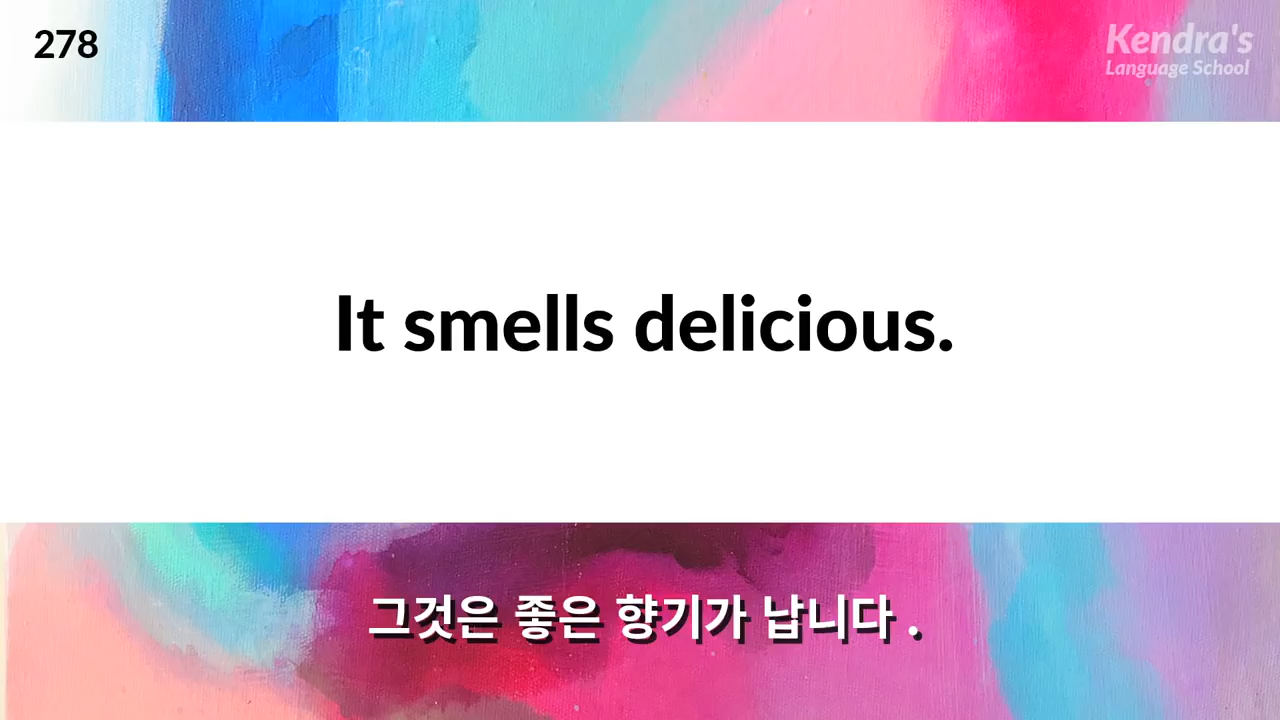 278
Kendra's
Language School
It smells delicious.
그것은 좋은 향기가 납니다 .